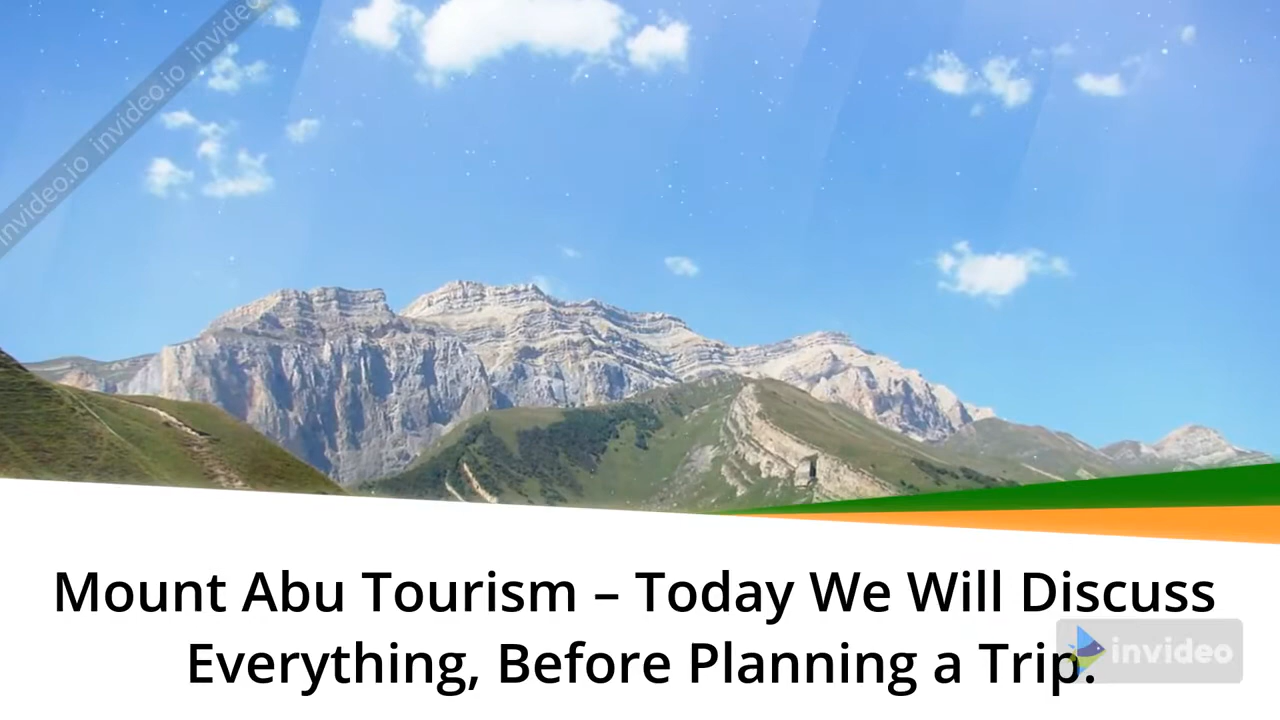 invideo.io invideo.io invideo
Mount Abu Tourism – Today We Will Discuss
Everything, Before Planning a Trip.
invideo